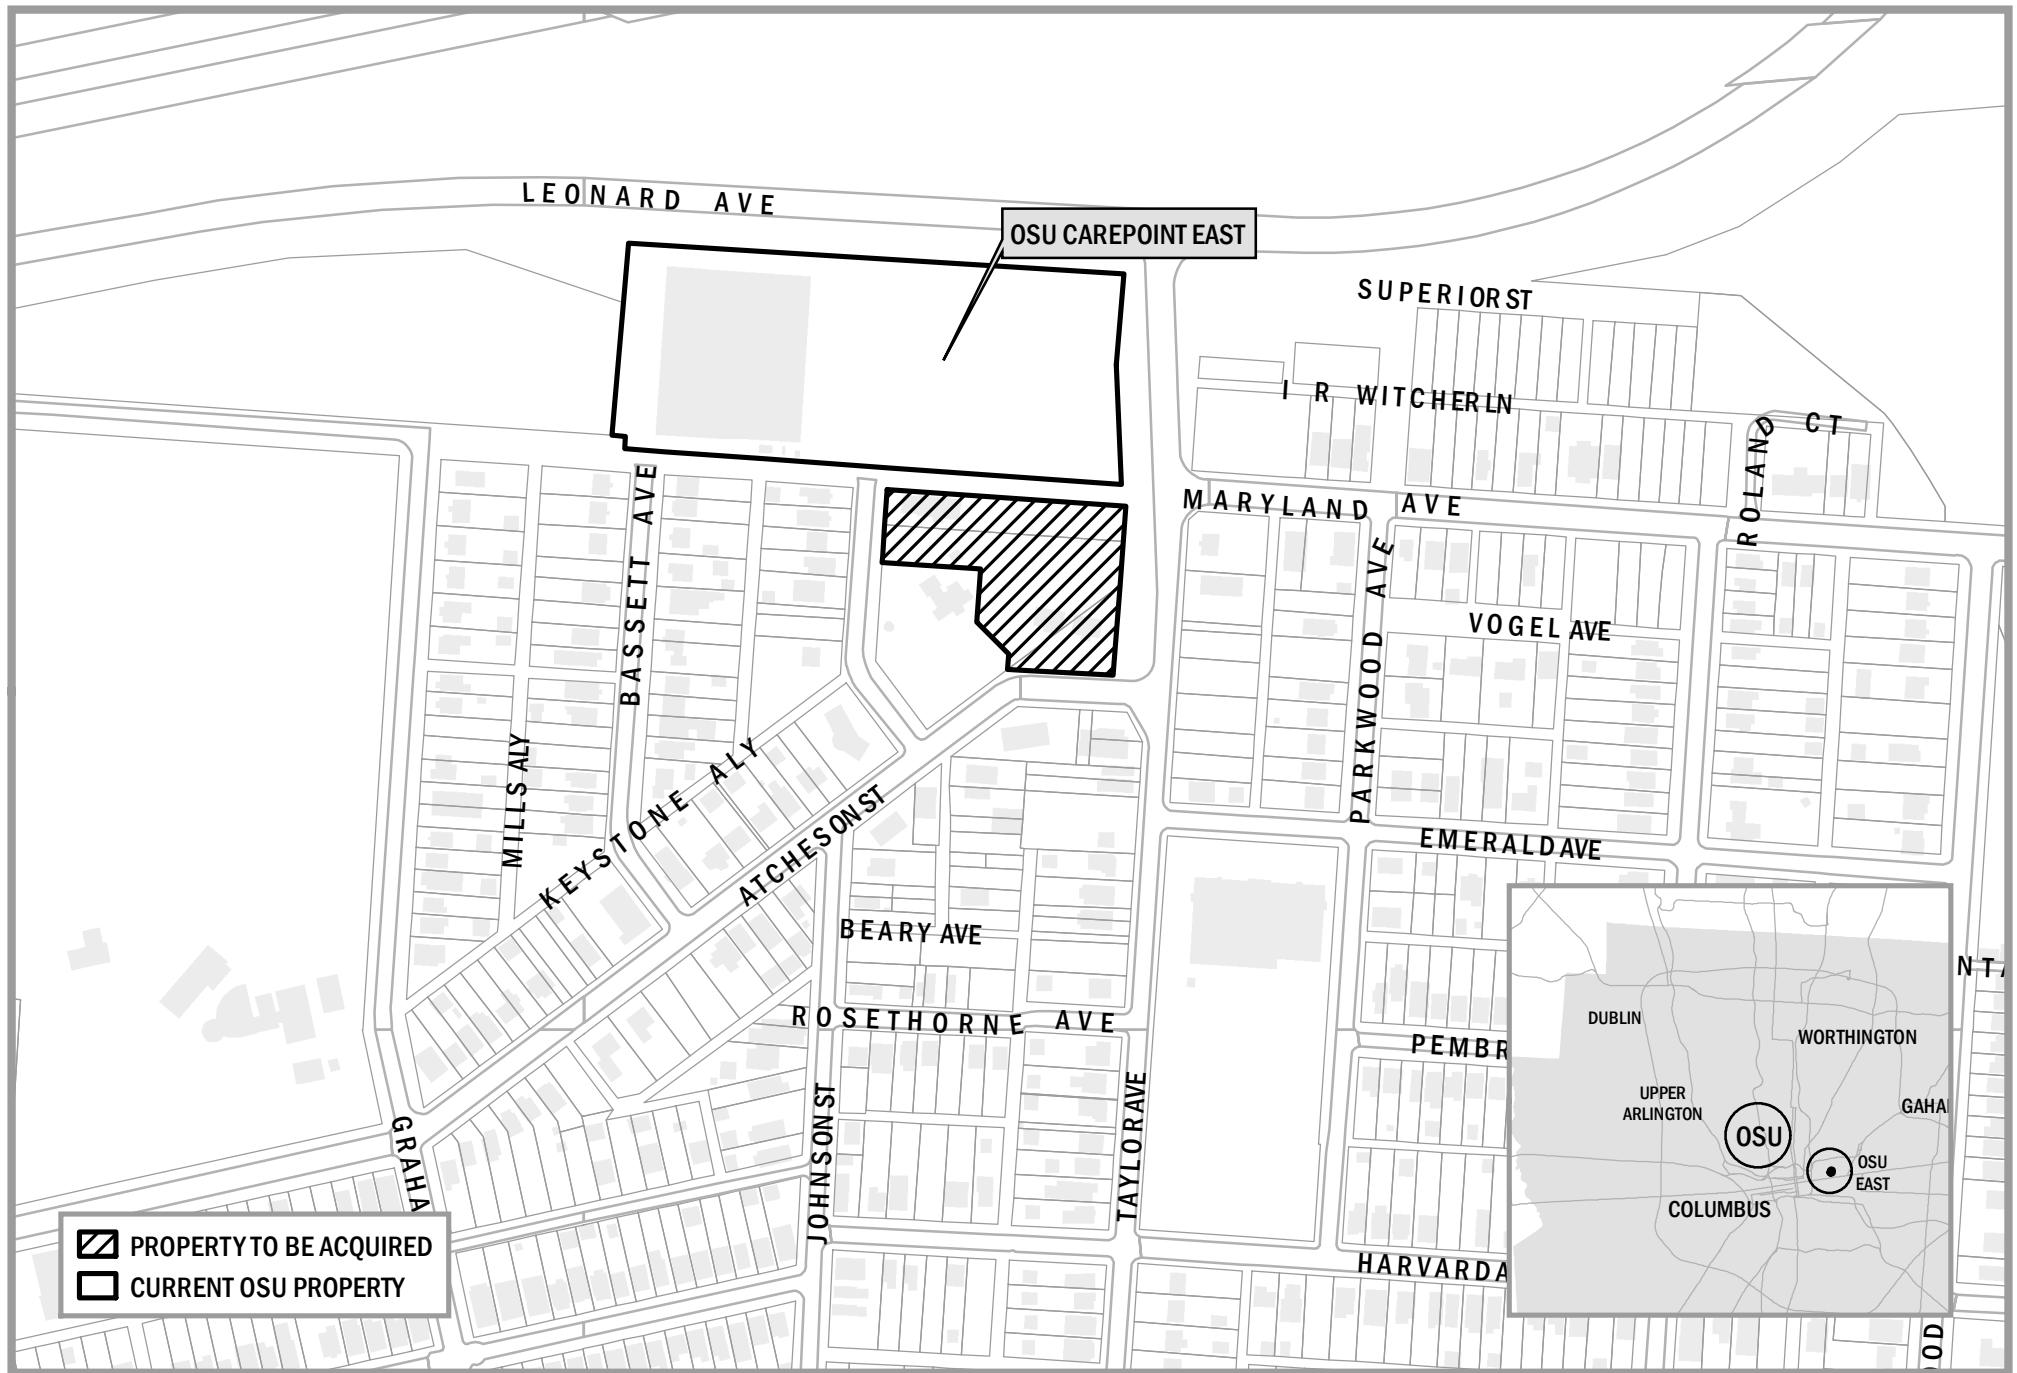 LEONARD AVE
OSU CAREPOINT EAST
SUPERIOR ST
I R WITCHER LN
ROLAND CT
MARYLAND AVE
BASSETT AVE
PARKWOOD AVE
VOGEL AVE
MILLS ALY
KEYSTONE ALY
ATCHESON ST
EMERALD AVE
BEARY AVE
ROSETHORNE AVE
NTA
PEMBR
JOHNSON ST
TAYLOR AVE
GRAHA
HARVARD A
OOD
DUBLIN
WORTHINGTON
UPPER
ARLINGTON
GAHA
OSU
OSU
EAST
COLUMBUS
PROPERTY TO BE ACQUIRED
CURRENT OSU PROPERTY